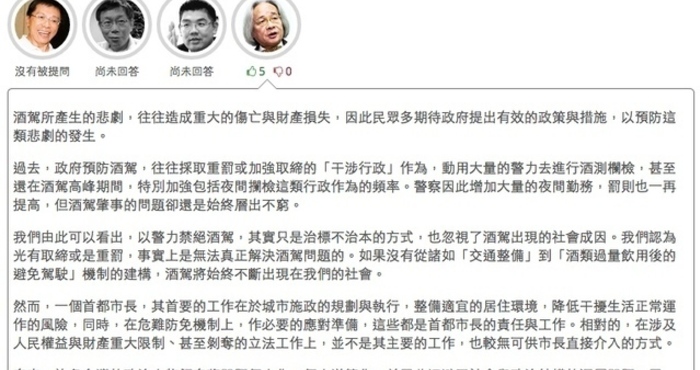 沒有被提問 尚未回答 尚未回答 5 0
酒駕所產生的悲劇，往往造成重大的傷亡與財產損失，因此民眾多期待政府提出有效的政策與措施，以預防這
類悲劇的發生。
過去，政府預防酒駕，往往採取重罰或加強取締的「干涉行政」作為，動用大量的警力去進行酒測欄檢，甚至
還在酒駕高峰期間，特別加強包括夜間攔檢這類行政作為的頻率。警察因此增加大量的夜間勤務，罰則也一再
提高，但酒駕肇事的問題卻還是始終層出不窮。
我們由此可以看出，以警力禁絕酒駕，其實只是治標不治本的方式，也忽視了酒駕出現的社會成因。我們認為
光有取締或是重罰，事實上是無法真正解決酒駕問題的。如果沒有從諸如「交通整備」到「酒類過量飲用後的
避免駕駛」機制的建構，酒駕將始終不斷出現在我們的社會。
然而，一個首都市長，其首要的工作在於城市施政的規劃與執行，整備適宜的居住環境，降低干擾生活正常運
作的風險，同時，在危難防免機制上，作必要的應對準備，這些都是首都市長的責任與工作。相對的，在涉及
人民權益與財產重大限制、甚至剝奪的立法工作上，並不是其主要的工作，也較無可供市長直接介入的方式。